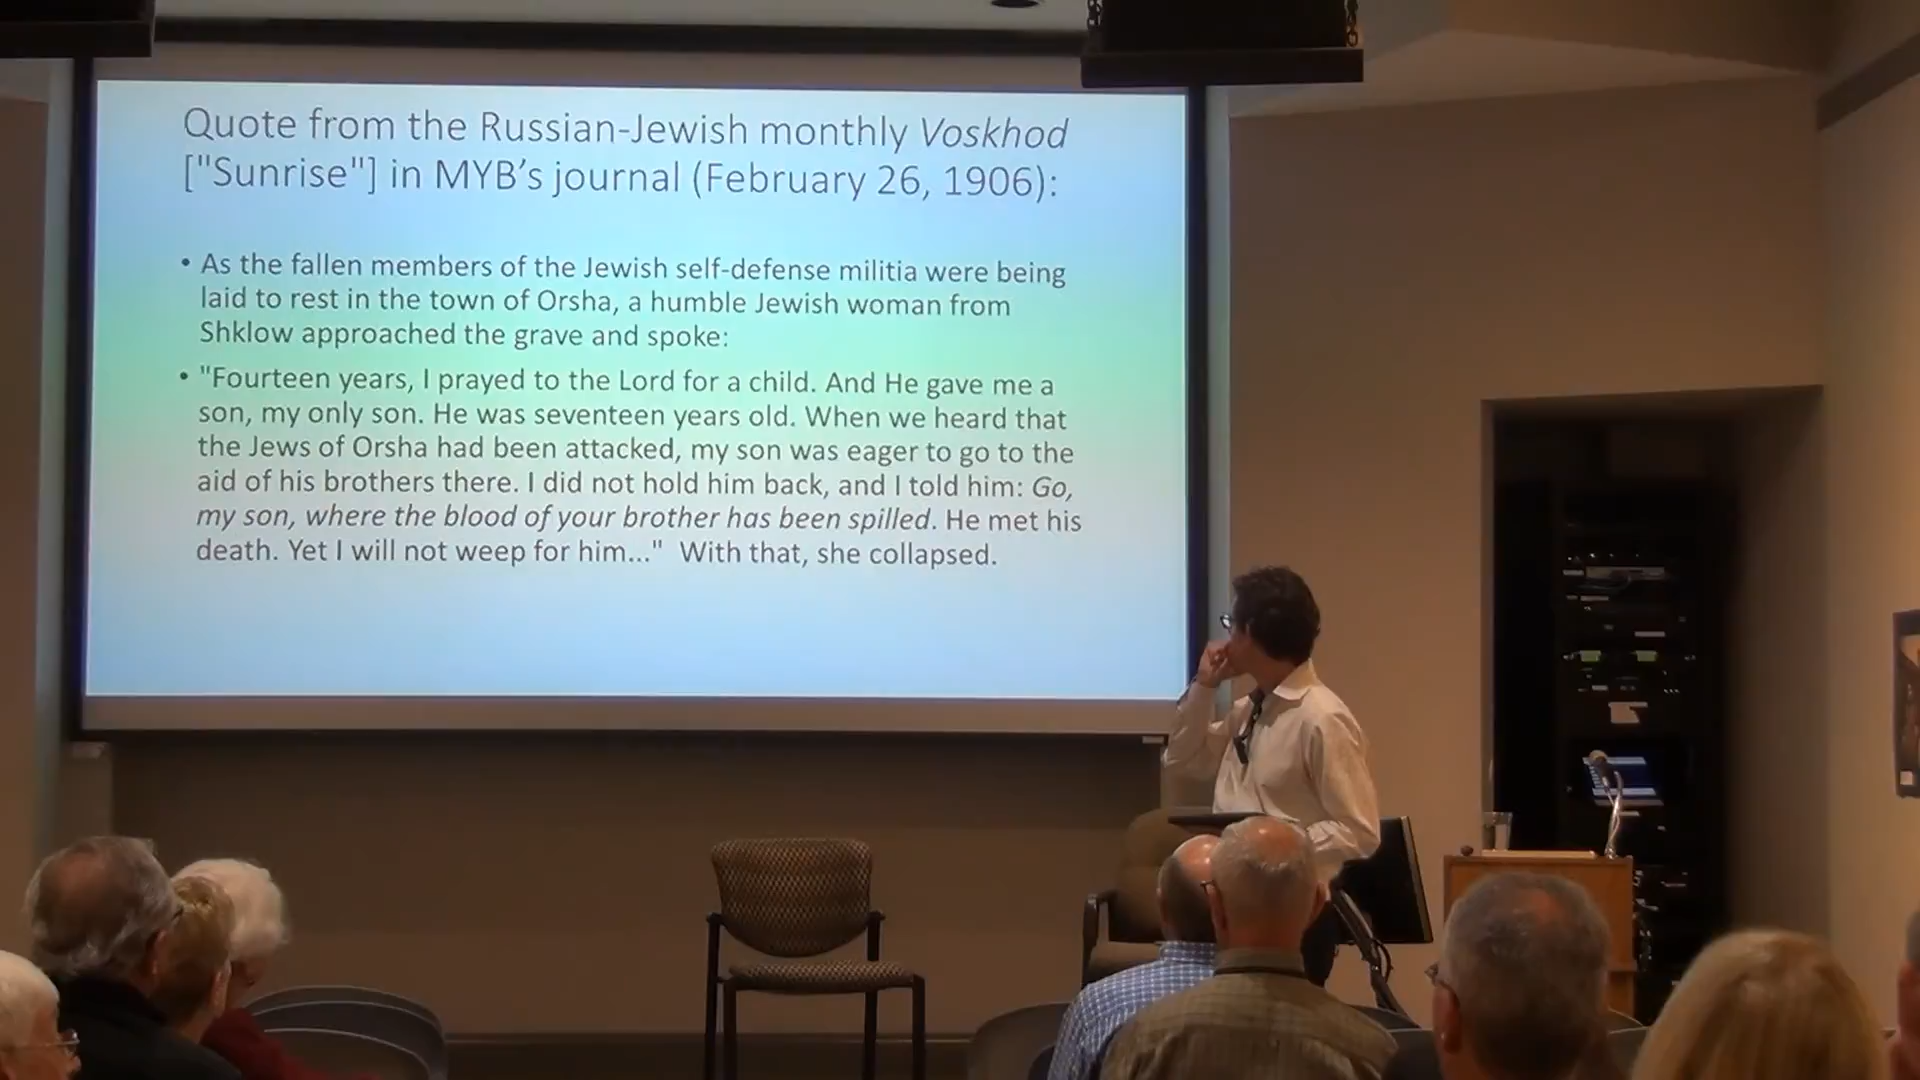 Quote from the Russian-Jewish monthly Voskhod
["Sunrise"] in MYB’s journal (February 26, 1906):
• As the fallen members of the Jewish self-defense militia were being
laid to rest in the town of Orsha, a humble Jewish woman from
Shklow approached the grave and spoke:
• "Fourteen years, I prayed to the Lord for a child. And He gave me a
son, my only son. He was seventeen years old. When we heard that
the Jews of Orsha had been attacked, my son was eager to go to the
aid of his brothers there. I did not hold him back, and I told him: Go,
my son, where the blood of your brother has been spilled. He met his
death. Yet I will not weep for him..." With that, she collapsed.